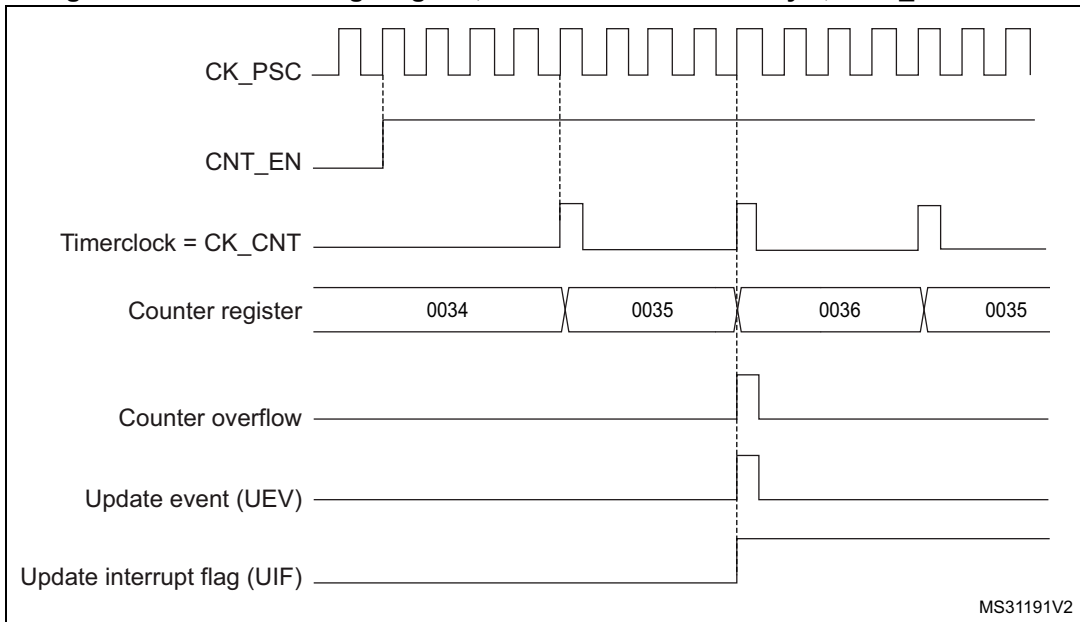 CK_PSC
CNT_EN
Timerclock = CK_CNT
Counter register 0034 0035 0036 0035
Counter overflow
Update event (UEV)
Update interrupt flag (UIF)
MS31191V2